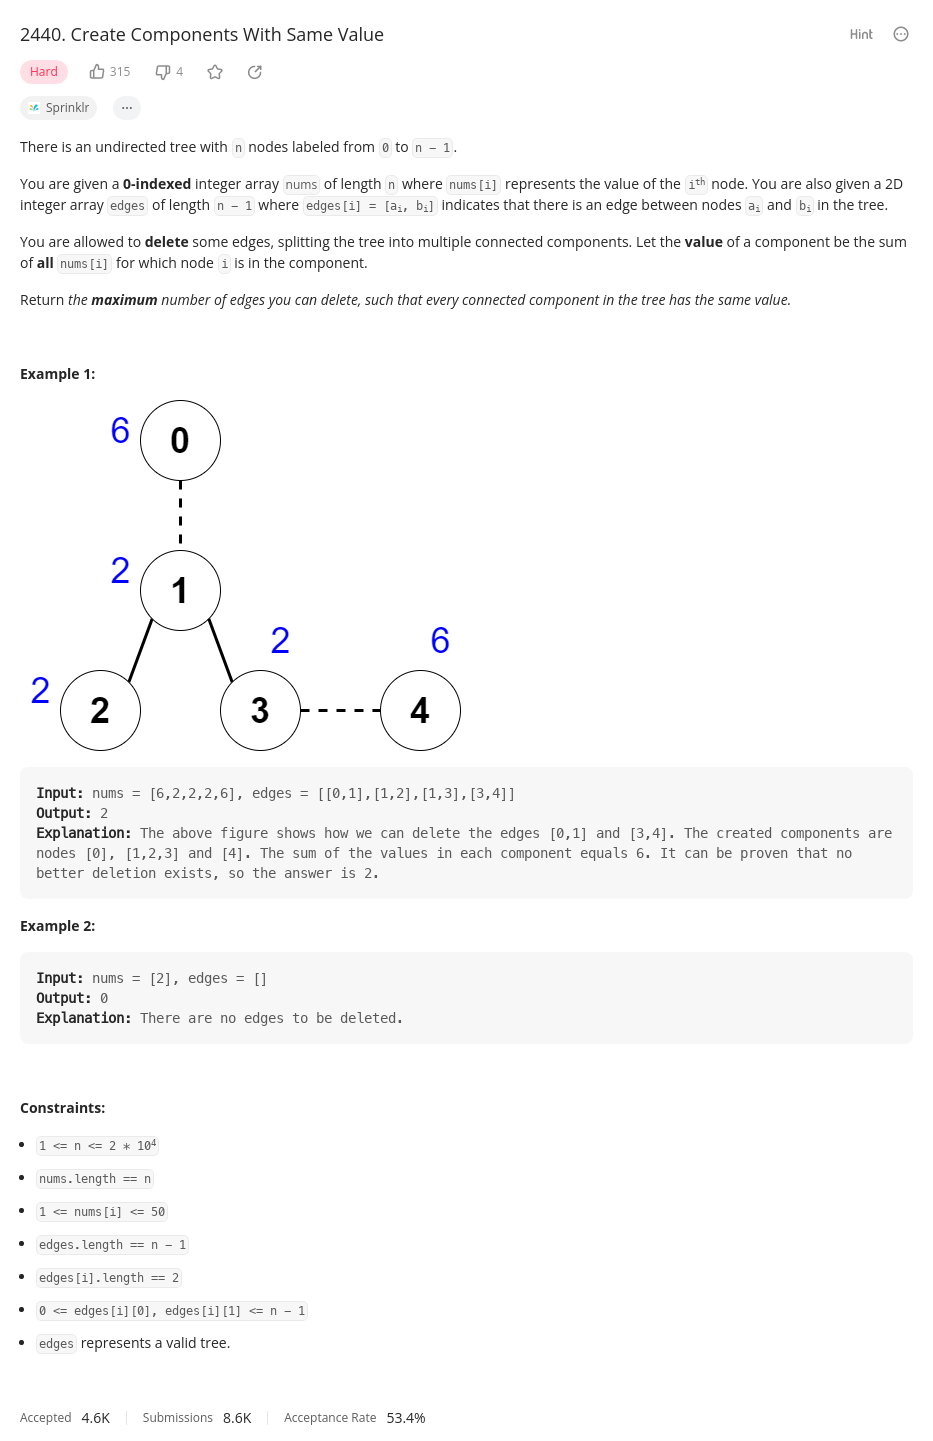 2440. Create Components With Same Value
Hint
Hard 315 4
Sprinklr ...
There is an undirected tree with n nodes labeled from 0 to n - 1.
You are given a 0-indexed integer array nums of length n where nums[i] represents the value of the iᵗʰ node. You are also given a 2D
integer array edges of length n - 1 where edges[i] = [aᵢ, bᵢ] indicates that there is an edge between nodes aᵢ and bᵢ in the tree.
You are allowed to delete some edges, splitting the tree into multiple connected components. Let the value of a component be the sum
of all nums[i] for which node i is in the component.
Return the maximum number of edges you can delete, such that every connected component in the tree has the same value.
Example 1:
6 0
2 1
2 6
2 2 3 4
Input: nums = [6,2,2,2,6], edges = [[0,1],[1,2],[1,3],[3,4]]
Output: 2
Explanation: The above figure shows how we can delete the edges [0,1] and [3,4]. The created components are
nodes [0], [1,2,3] and [4]. The sum of the values in each component equals 6. It can be proven that no
better deletion exists, so the answer is 2.
Example 2:
Input: nums = [2], edges = []
Output: 0
Explanation: There are no edges to be deleted.
Constraints:
• 1 <= n <= 2 * 10⁴
• nums.length == n
• 1 <= nums[i] <= 50
• edges.length == n - 1
• edges[i].length == 2
• 0 <= edges[i][0], edges[i][1] <= n - 1
• edges represents a valid tree.
Accepted 4.6K Submissions 8.6K Acceptance Rate 53.4%